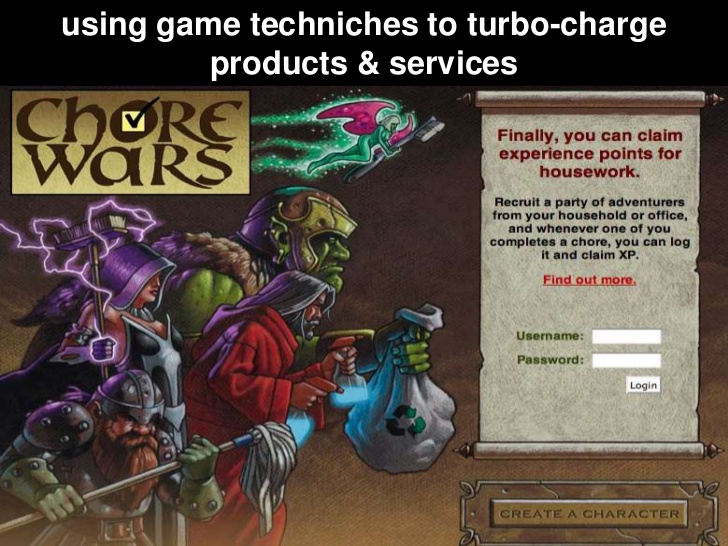 using game techniches to turbo-charge
products & services
CHORE
WARS
Finally, you can claim
experience points for
housework.
Recruit a party of adventurers
from your household or office,
and whenever one of you
completes a chore, you can log
it and claim XP.
Find out more.
Username:
Password:
Login
CREATE A CHARACTER